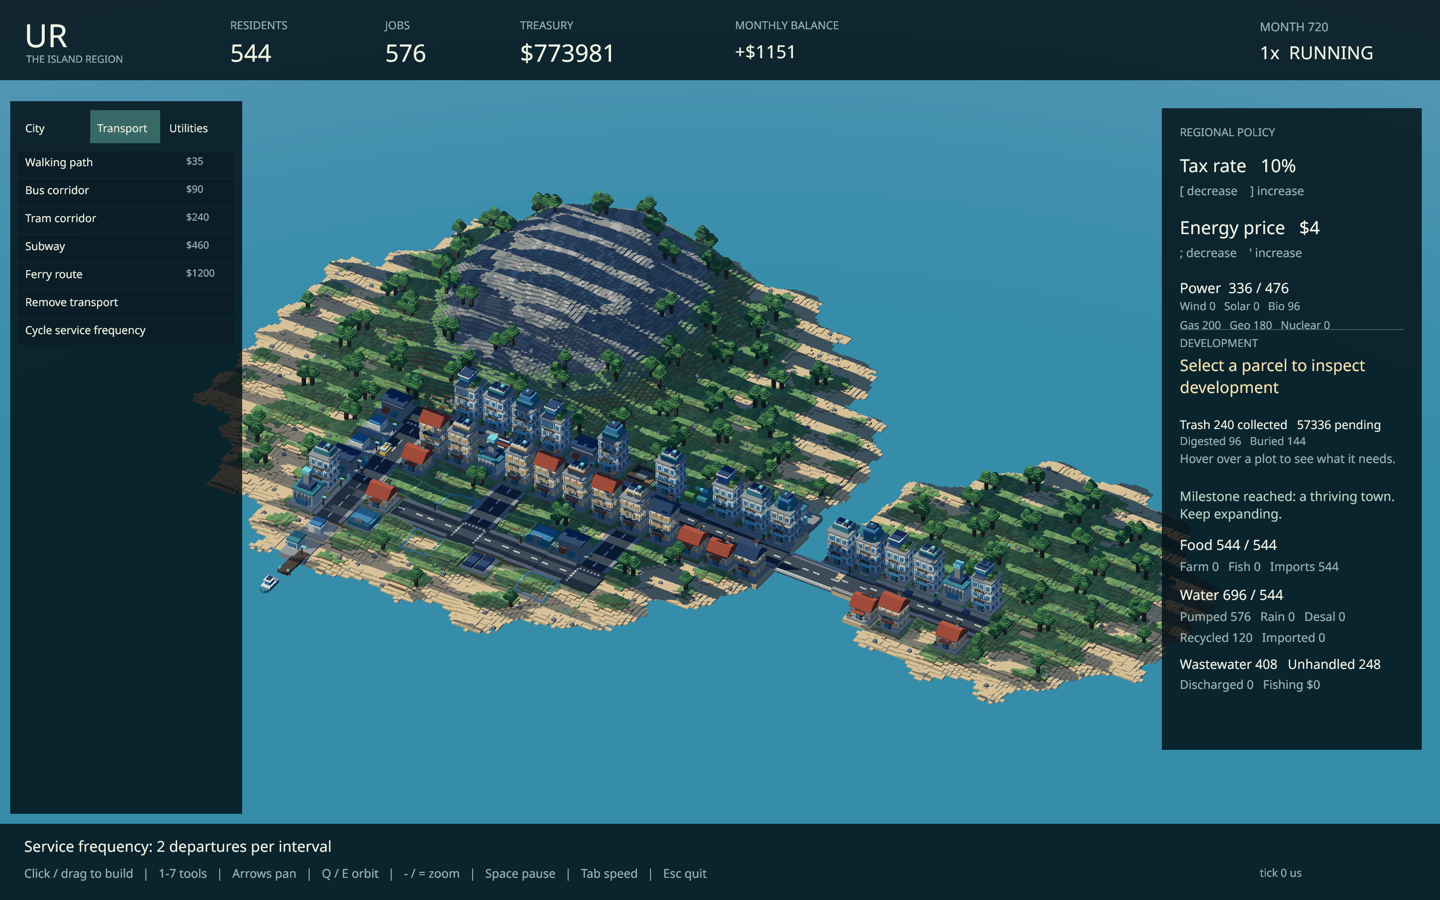 UR
THE ISLAND REGION
RESIDENTS
544
JOBS
576
TREASURY
$773981
MONTHLY BALANCE
+$1151
MONTH 720
1x RUNNING
City Transport Utilities
Walking path $35
Bus corridor $90
Tram corridor $240
Subway $460
Ferry route $1200
Remove transport
Cycle service frequency
REGIONAL POLICY
Tax rate 10%
[ decrease ] increase
Energy price $4
; decrease ' increase
Power 336 / 476
Wind 0 Solar 0 Bio 96
Gas 200 Geo 180 Nuclear 0
DEVELOPMENT
Select a parcel to inspect
development
Trash 240 collected 57336 pending
Digested 96 Buried 144
Hover over a plot to see what it needs.
Milestone reached: a thriving town.
Keep expanding.
Food 544 / 544
Farm 0 Fish 0 Imports 544
Water 696 / 544
Pumped 576 Rain 0 Desal 0
Recycled 120 Imported 0
Wastewater 408 Unhandled 248
Discharged 0 Fishing $0
Service frequency: 2 departures per interval
Click / drag to build | 1-7 tools | Arrows pan | Q / E orbit | - / = zoom | Space pause | Tab speed | Esc quit
tick 0 us